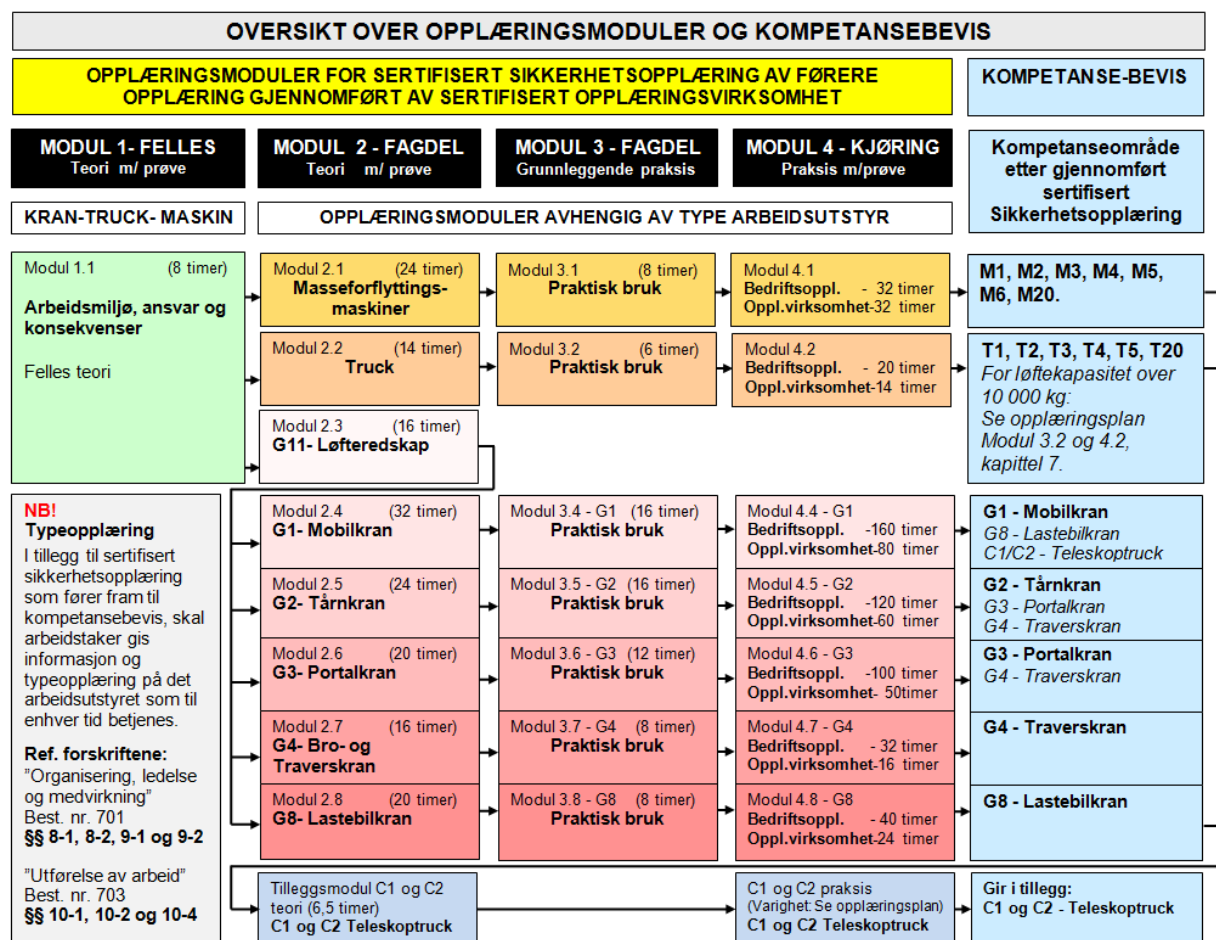 OVERSIKT OVER OPPLÆRINGSMODULER OG KOMPETANSEBEVIS
OPPLÆRINGSMODULER FOR SERTIFISERT SIKKERHETSOPPLÆRING AV FØRERE
OPPLÆRING GJENNOMFØRT AV SERTIFISERT OPPLÆRINGSVIRKSOMHET
KOMPETANSE-BEVIS
MODUL 1- FELLES
Teori m/ prøve
MODUL 2 - FAGDEL
Teori m/ prøve
MODUL 3 - FAGDEL
Grunnleggende praksis
MODUL 4 - KJØRING
Praksis m/prøve
Kompetanseområde
etter gjennomført
sertifisert
Sikkerhetsopplæring
KRAN-TRUCK- MASKIN
OPPLÆRINGSMODULER AVHENGIG AV TYPE ARBEIDSUTSTYR
Modul 1.1 (8 timer)
Arbeidsmiljø, ansvar og
konsekvenser
Felles teori
Modul 2.1 (24 timer)
Masseforflyttings-
maskiner
Modul 3.1 (8 timer)
Praktisk bruk
Modul 4.1
Bedriftsoppl. - 32 timer
Oppl.virksomhet-32 timer
M1, M2, M3, M4, M5,
M6, M20.
Modul 2.2 (14 timer)
Truck
Modul 3.2 (6 timer)
Praktisk bruk
Modul 4.2
Bedriftsoppl. - 20 timer
Oppl.virksomhet-14 timer
T1, T2, T3, T4, T5, T20
For løftekapasitet over
10 000 kg:
Se opplæringsplan
Modul 3.2 og 4.2,
kapittel 7.
Modul 2.3 (16 timer)
G11- Løfteredskap
NB!
Typeopplæring
I tillegg til sertifisert
sikkerhetsopplæring
som fører fram til
kompetansebevis, skal
arbeidstaker gis
informasjon og
typeopplæring på det
arbeidsutstyret som til
enhver tid betjenes.
Ref. forskriftene:
"Organisering, ledelse
og medvirkning"
Best. nr. 701
§§ 8-1, 8-2, 9-1 og 9-2
"Utførelse av arbeid"
Best. nr. 703
§§ 10-1, 10-2 og 10-4
Modul 2.4 (32 timer)
G1- Mobilkran
Modul 3.4 - G1 (16 timer)
Praktisk bruk
Modul 4.4 - G1
Bedriftsoppl. -160 timer
Oppl.virksomhet-80 timer
G1 - Mobilkran
G8 - Lastebilkran
C1/C2 - Teleskoptruck
Modul 2.5 (24 timer)
G2- Tårnkran
Modul 3.5 - G2 (16 timer)
Praktisk bruk
Modul 4.5 - G2
Bedriftsoppl. -120 timer
Oppl.virksomhet-60 timer
G2 - Tårnkran
G3 - Portalkran
G4 - Traverskran
Modul 2.6 (20 timer)
G3- Portalkran
Modul 3.6 - G3 (12 timer)
Praktisk bruk
Modul 4.6 - G3
Bedriftsoppl. -100 timer
Oppl.virksomhet- 50timer
G3 - Portalkran
G4 - Traverskran
Modul 2.7 (16 timer)
G4- Bro- og
Traverskran
Modul 3.7 - G4 (8 timer)
Praktisk bruk
Modul 4.7 - G4
Bedriftsoppl. - 32 timer
Oppl.virksomhet-16 timer
G4 - Traverskran
Modul 2.8 (20 timer)
G8- Lastebilkran
Modul 3.8 - G8 (8 timer)
Praktisk bruk
Modul 4.8 - G8
Bedriftsoppl. - 40 timer
Oppl.virksomhet-24 timer
G8 - Lastebilkran
Tilleggsmodul C1 og C2
teori (6,5 timer)
C1 og C2 Teleskoptruck
C1 og C2 praksis
(Varighet: Se opplæringsplan)
C1 og C2 Teleskoptruck
Gir i tillegg:
C1 og C2 - Teleskoptruck